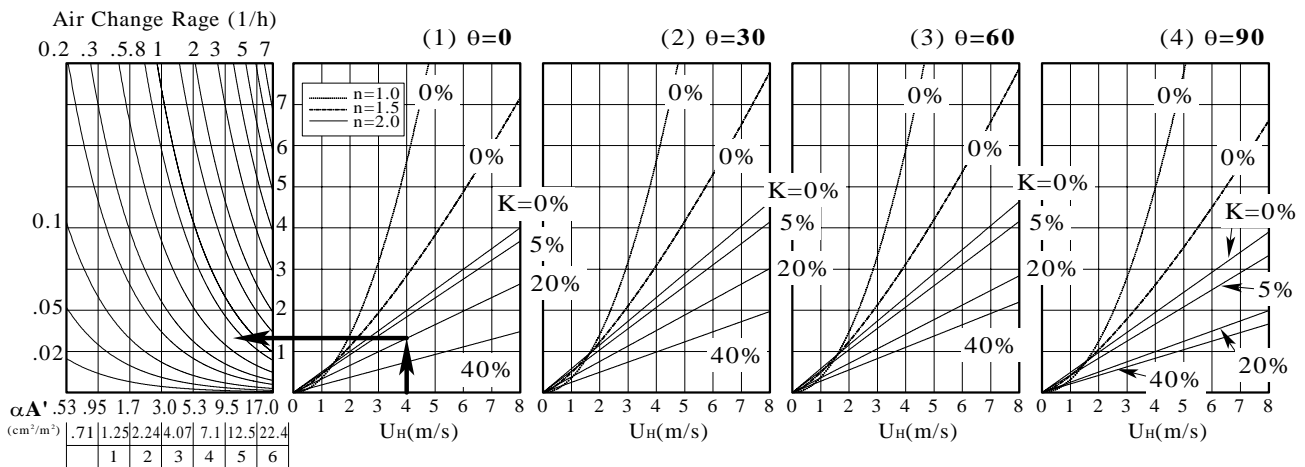 Air Change Rage (1/h)
0.2 .3 .5 .8 1 2 3 5 7
(1) θ=0
(2) θ=30
(3) θ=60
(4) θ=90
n=1.0
n=1.5
n=2.0
7
6
5
4
3
2
1
0.1
.05
.02
0%
0%
K=0%
5%
20%
40%
0%
0%
K=0%
5%
20%
40%
0%
0%
K=0%
5%
20%
40%
0%
0%
K=0%
5%
20%
40%
αA' .53 .95 1.7 3.0 5.3 9.5 17.0
(cm²/m²)
.71 1.25 2.24 4.07 7.1 12.5 22.4
1 2 3 4 5 6
0 1 2 3 4 5 6 7 8
UH(m/s)
0 1 2 3 4 5 6 7 8
UH(m/s)
0 1 2 3 4 5 6 7 8
UH(m/s)
0 1 2 3 4 5 6 7 8
UH(m/s)